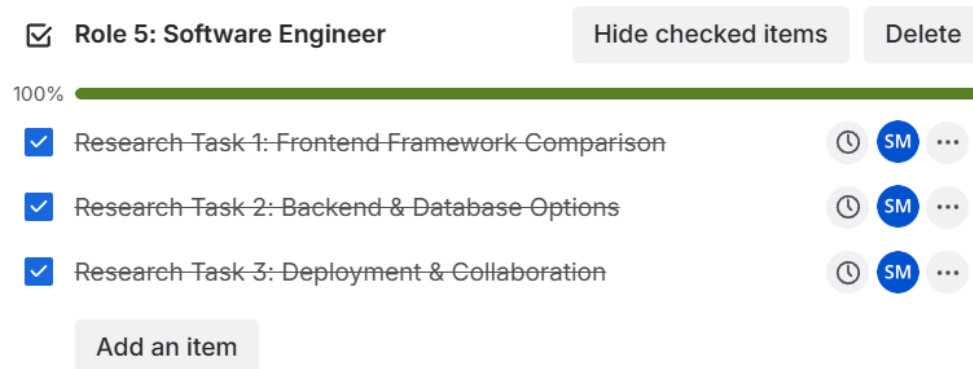 Role 5: Software Engineer Hide checked items Delete
100%
Research Task 1: Frontend Framework Comparison SM
Research Task 2: Backend & Database Options SM
Research Task 3: Deployment & Collaboration SM
Add an item